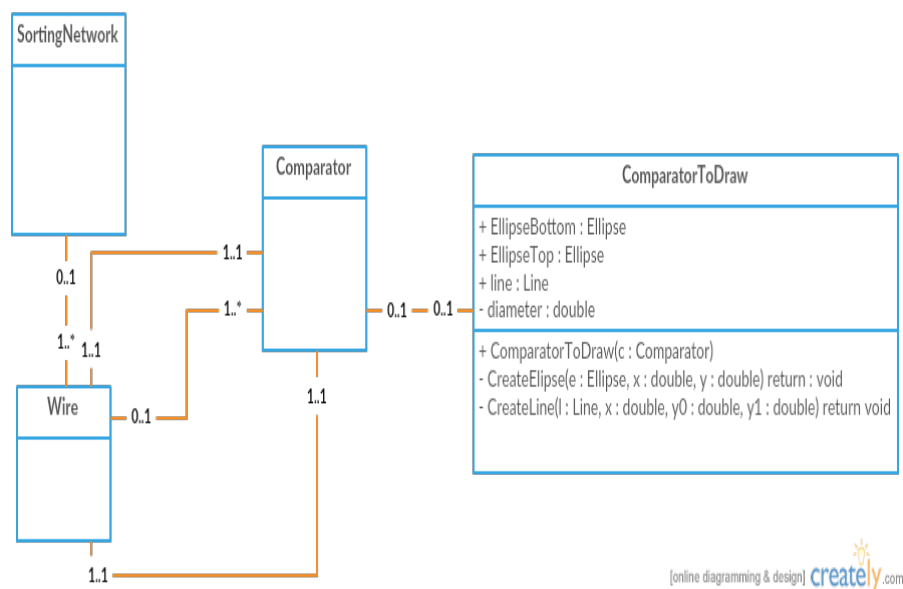 SortingNetwork
Comparator
ComparatorToDraw
+ EllipseBottom : Ellipse
+ EllipseTop : Ellipse
+ line : Line
- diameter : double
+ ComparatorToDraw(c : Comparator)
- CreateElipse(e : Ellipse, x : double, y : double) return : void
- CreateLine(l : Line, x : double, y0 : double, y1 : double) return void
1..1
0..1
1..*
0..1
0..1
1..*
1..1
1..1
Wire
0..1
1..1
[online diagramming & design] creately.com